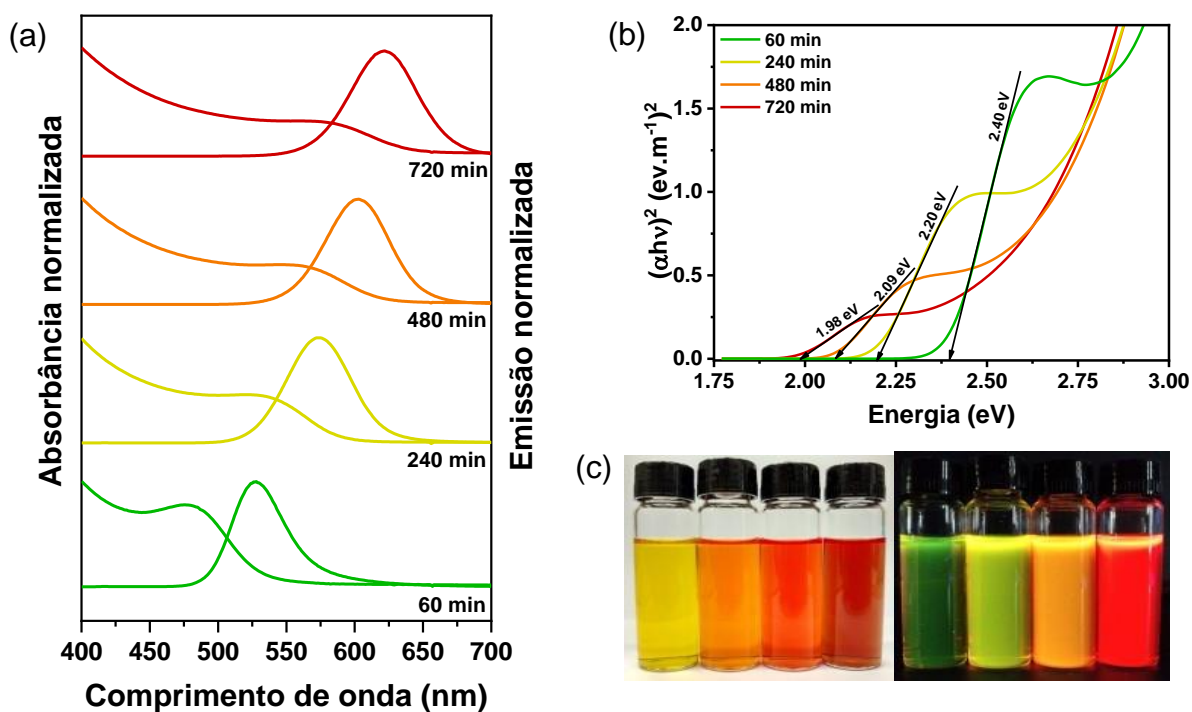 (a)
Absorbância normalizada
720 min
480 min
240 min
60 min
Emissão normalizada
400 450 500 550 600 650 700
Comprimento de onda (nm)
(b)
60 min
240 min
480 min
720 min
(αhν)² (ev.m⁻¹)²
2.0
1.5
1.0
0.5
0.0
2.40 eV
2.20 eV
2.09 eV
1.98 eV
1.75 2.00 2.25 2.50 2.75 3.00
Energia (eV)
(c)